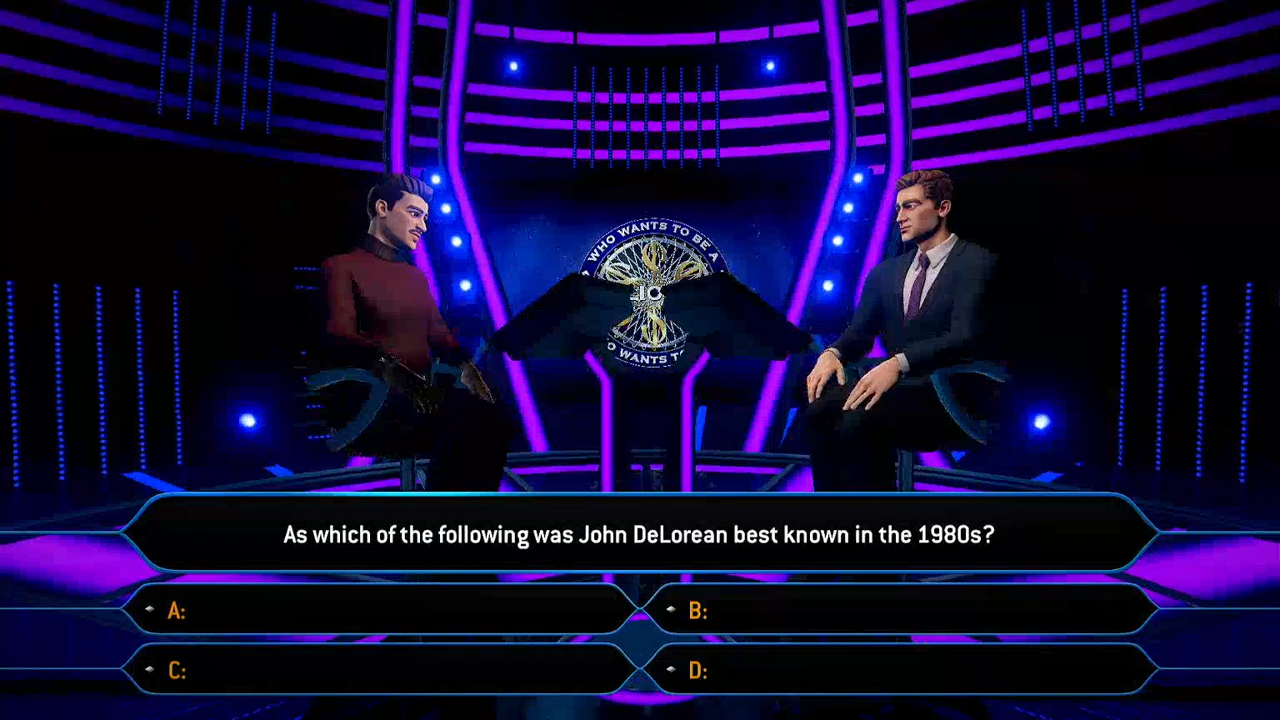 WHO WANTS TO BE A
O WANTS T
As which of the following was John DeLorean best known in the 1980s?
A:
B:
C:
D: